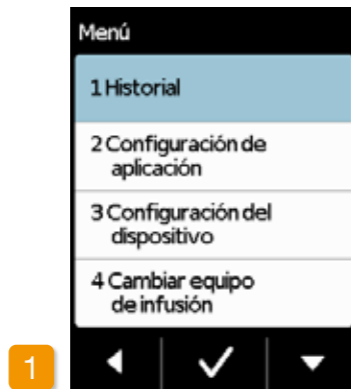 Menú
1 Historial
2 Configuración de
aplicación
3 Configuración del
dispositivo
4 Cambiar equipo
de infusión
1